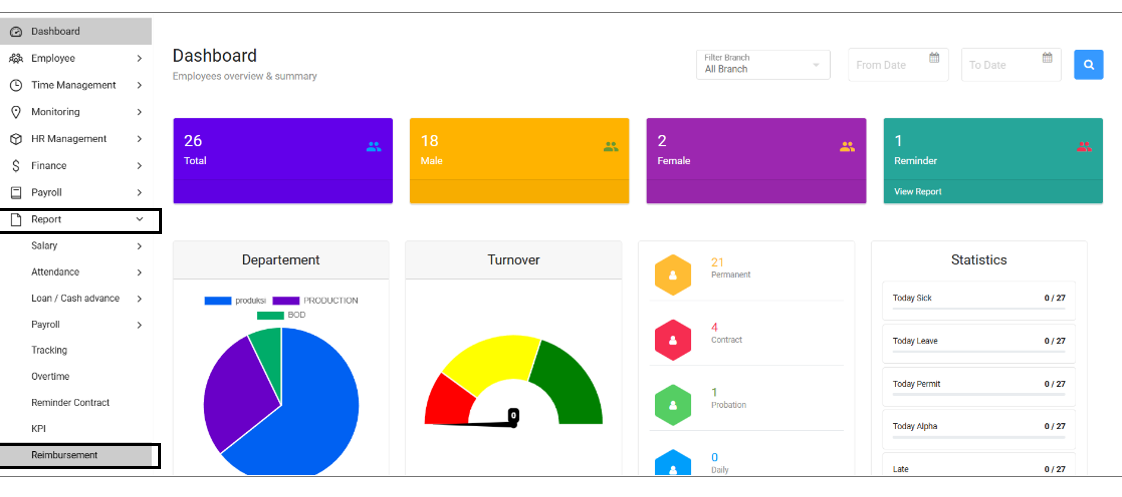 Dashboard
Employee
Time Management
Monitoring
HR Management
Finance
Payroll
Report
Salary
Attendance
Loan / Cash advance
Payroll
Tracking
Overtime
Reminder Contract
KPI
Reimbursement
Dashboard
Employees overview & summary
Filter Branch
All Branch
From Date
To Date
26
Total
18
Male
2
Female
1
Reminder
View Report
Departement
produksi PRODUCTION
BOD
Turnover
0
21
Permanent
4
Contract
1
Probation
0
Daily
Statistics
Today Sick 0 / 27
Today Leave 0 / 27
Today Permit 0 / 27
Today Alpha 0 / 27
Late 0 / 27